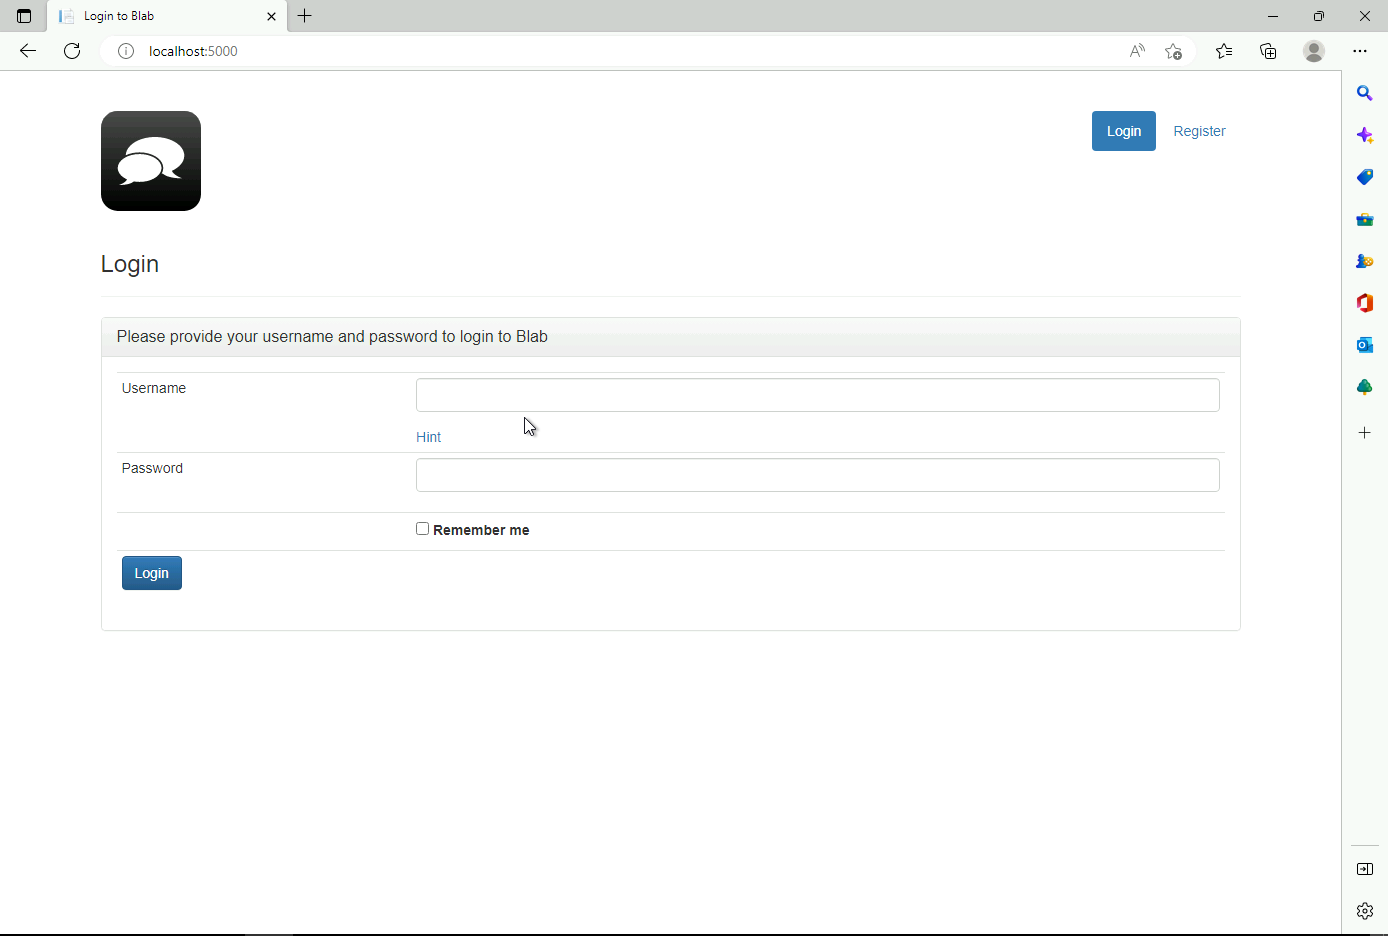 Login to Blab
localhost:5000
Login
Register
Login
Please provide your username and password to login to Blab
Username
Hint
Password
Remember me
Login